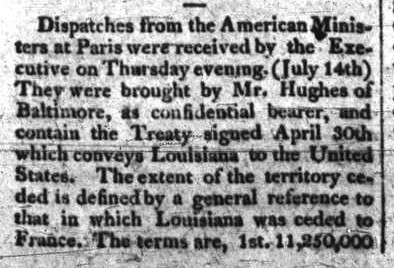 Dispatches from the American Minis-
ters at Paris were received by the Exe-
cutive on Thursday evening. (July 14th)
They were brought by Mr. Hughes of
Baltimore, as confidential bearer, and
contain the Treaty signed April 30th
which conveys Louisiana to the United
States. The extent of the territory ce-
ded is defined by a general reference to
that in which Louisiana was ceded to
France. The terms are, 1st. 11,250,000